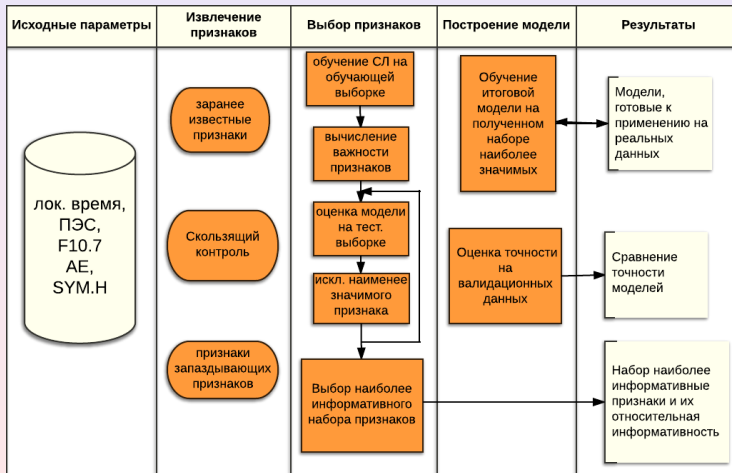 Исходные параметры
Извлечение
признаков
Выбор признаков
Построение модели
Результаты
лок. время,
ПЭС,
F10.7
AE,
SYM.H
заранее
известные
признаки
Скользящий
контроль
признаки
запаздывающих
признаков
обучение СЛ на
обучающей
выборке
вычисление
важности
признаков
оценка модели
на тест.
выборке
искл. наименее
значимого
признака
Выбор наиболее
информативного
набора признаков
Обучение
итоговой
модели на
полученном
наборе
наиболее
значимых
Оценка точности
на
валидационных
данных
Модели,
готовые к
применению на
реальных
данных
Сравнение
точности
моделей
Набор наиболее
информативные
признаки и их
относительная
информативность